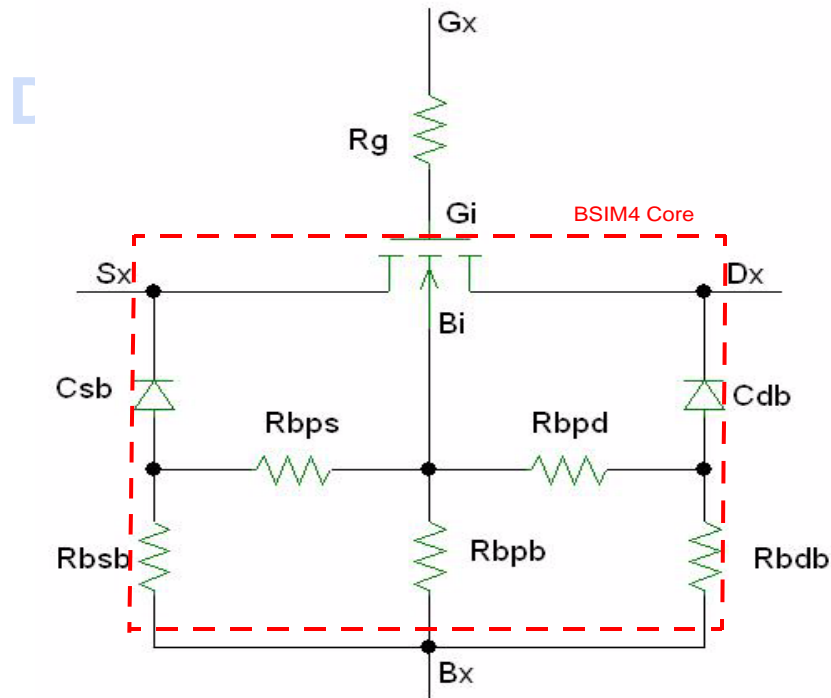 Gx
Rg
Gi
BSIM4 Core
Sx
Dx
Bi
Csb
Cdb
Rbps
Rbpd
Rbsb
Rbpb
Rbdb
Bx